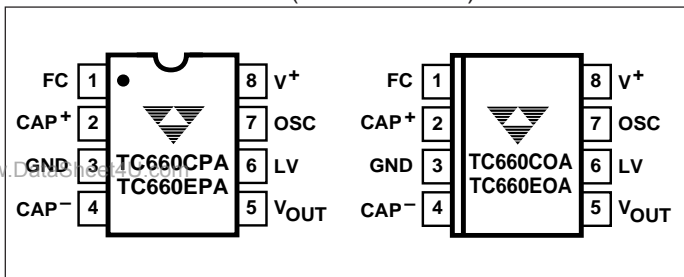 FC 1 8 V+
CAP+ 2 7 OSC
GND 3 TC660CPA 6 LV
TC660EPA
CAP− 4 5 VOUT
FC 1 8 V+
CAP+ 2 7 OSC
GND 3 TC660COA 6 LV
TC660EOA
CAP− 4 5 VOUT
w.DataSheet4U.com